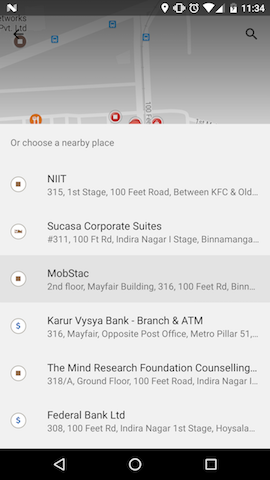 11:34
etworks
Pvt. Ltd
100 Fee
Or choose a nearby place
NIIT
315, 1st Stage, 100 Feet Road, Between KFC & Old...
Sucasa Corporate Suites
#311, 100 Ft Rd, Indira Nagar I Stage, Binnamanga...
MobStac
2nd floor, Mayfair Building, 316, 100 Feet Rd, Binn...
Karur Vysya Bank - Branch & ATM
316, Mayfair, Opposite Post Office, Metro Pillar 51,...
The Mind Research Foundation Counselling...
318/A, Ground Floor, 100 Feet Road, Indira Nagar I...
Federal Bank Ltd
308, 100 Feet Rd, Indira Nagar 1st Stage, Hoysala...